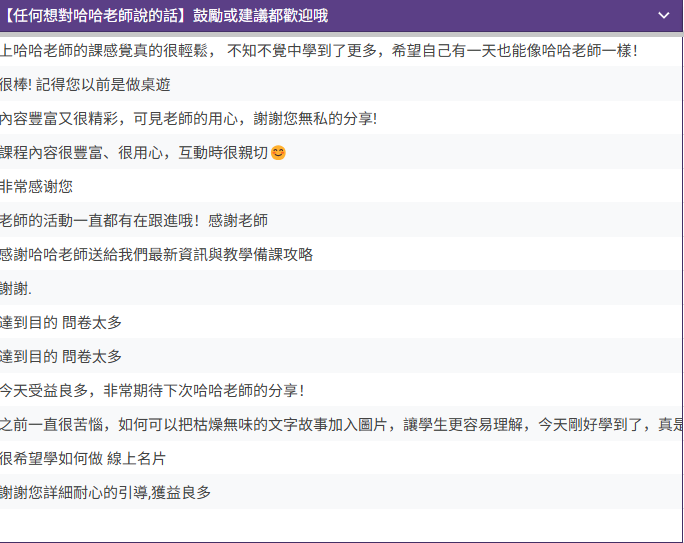 【任何想對哈哈老師說的話】鼓勵或建議都歡迎哦
上哈哈老師的課感覺真的很輕鬆， 不知不覺中學到了更多，希望自己有一天也能像哈哈老師一樣！
很棒! 記得您以前是做桌遊
內容豐富又很精彩，可見老師的用心，謝謝您無私的分享!
課程內容很豐富、很用心，互動時很親切😊
非常感谢您
老師的活動一直都有在跟進哦！感謝老師
感謝哈哈老師送給我們最新資訊與教學備課攻略
謝謝.
達到目的 問卷太多
達到目的 問卷太多
今天受益良多，非常期待下次哈哈老師的分享！
之前一直很苦惱，如何可以把枯燥無味的文字故事加入圖片，讓學生更容易理解，今天剛好學到了，真是
很希望學如何做 線上名片
謝謝您詳細耐心的引導,獲益良多